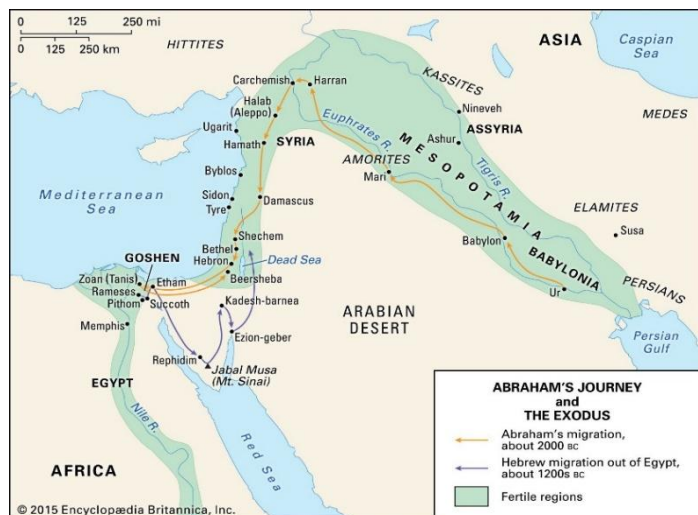 0 125 250 mi
0 125 250 km
HITTITES
ASIA
Caspian
Sea
Carchemish
Harran
KASSITES
Halab
(Aleppo)
Nineveh
MEDES
Ugarit
Euphrates R.
ASSYRIA
Hamath
SYRIA
Ashur
MESOPOTAMIA
Tigris R.
AMORITES
Byblos
Mari
Mediterranean
Sea
Sidon
Tyre
Damascus
ELAMITES
Susa
Shechem
Babylon
GOSHEN
Bethel
Hebron
Dead Sea
BABYLONIA
Zoan (Tanis)
Etham
Beersheba
PERSIANS
Rameses
Kadesh-barnea
Ur
Pithom
Succoth
ARABIAN
DESERT
Memphis
Ezion-geber
Persian
Gulf
Rephidim
Jabal Musa
(Mt. Sinai)
EGYPT
Nile R.
Red Sea
AFRICA
ABRAHAM'S JOURNEY
and
THE EXODUS
Abraham's migration,
about 2000 BC
Hebrew migration out of Egypt,
about 1200s BC
Fertile regions
© 2015 Encyclopædia Britannica, Inc.